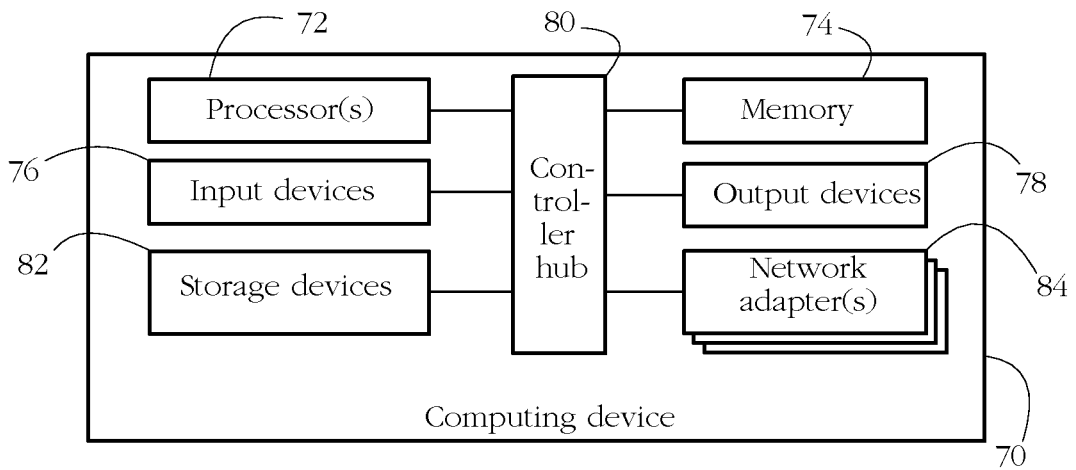 72
80
74
Processor(s)
Memory
76
Input devices
Con-
trol-
ler
hub
Output devices
78
82
Storage devices
Network
adapter(s)
84
Computing device
70